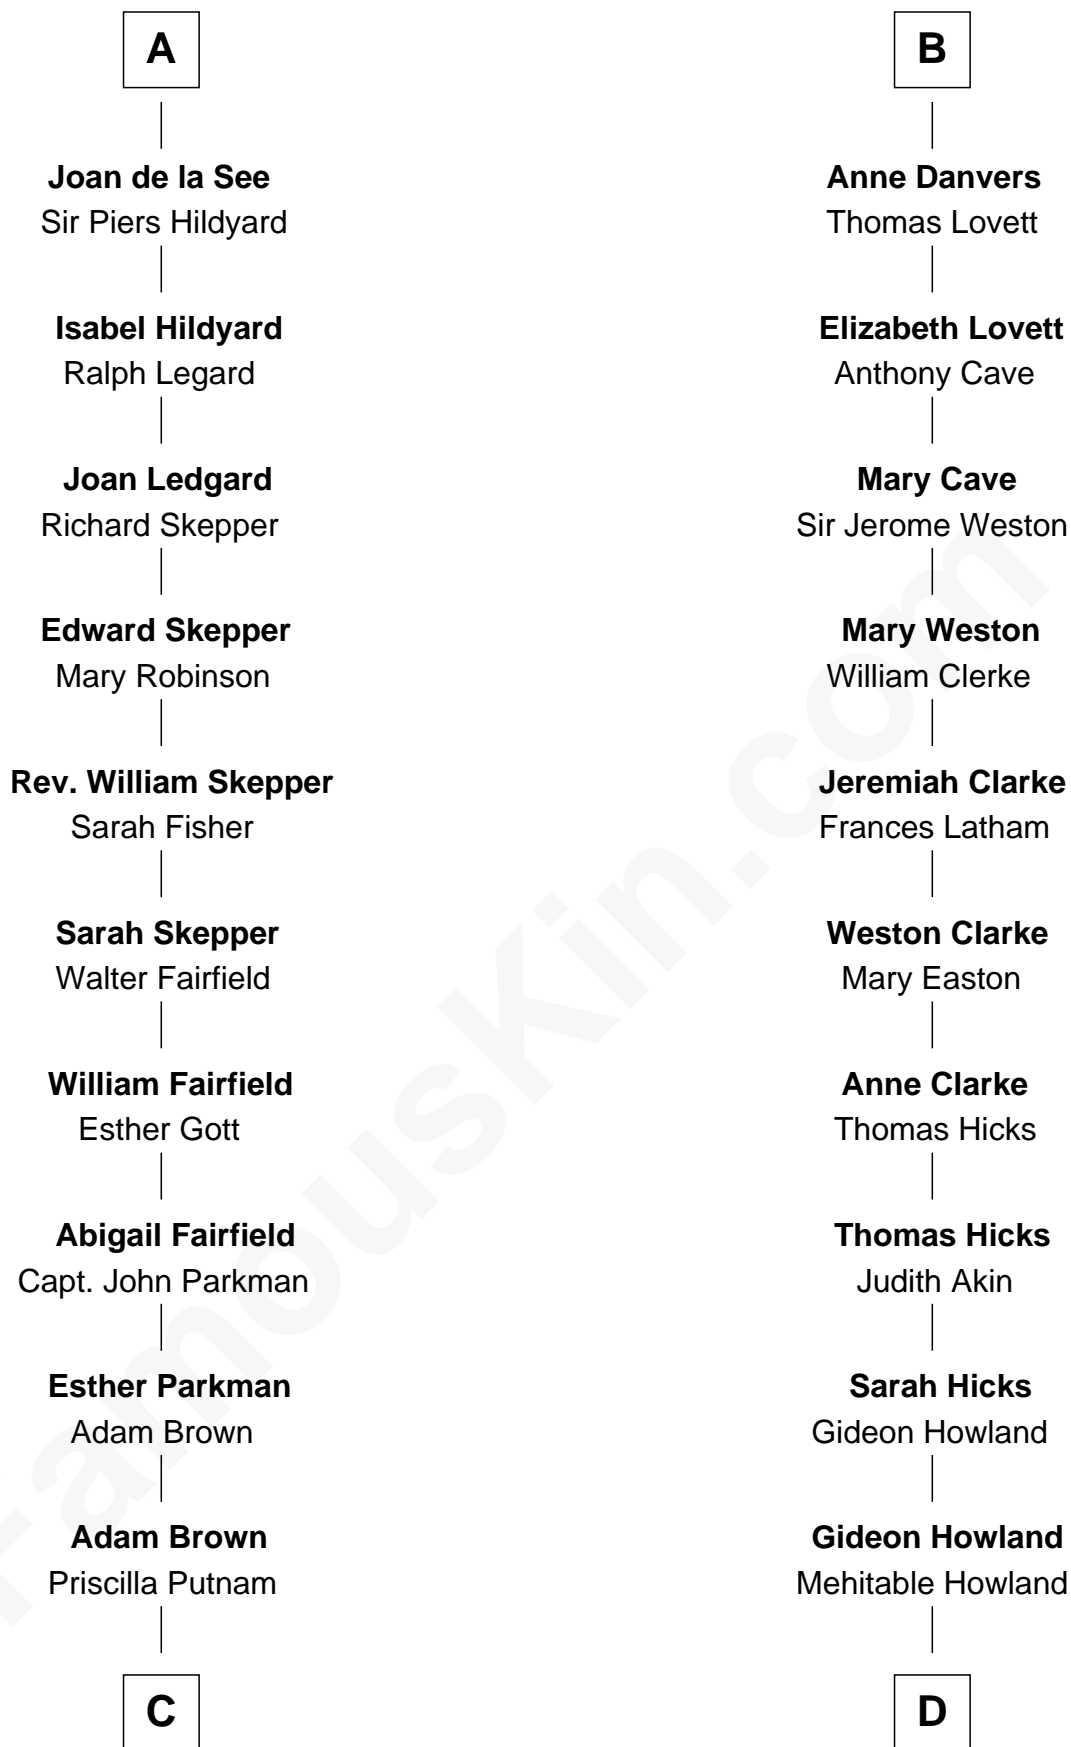 A
Joan de la See
Sir Piers Hildyard
Isabel Hildyard
Ralph Legard
Joan Ledgard
Richard Skepper
Edward Skepper
Mary Robinson
Rev. William Skepper
Sarah Fisher
Sarah Skepper
Walter Fairfield
William Fairfield
Esther Gott
Abigail Fairfield
Capt. John Parkman
Esther Parkman
Adam Brown
Adam Brown
Priscilla Putnam
C
B
Anne Danvers
Thomas Lovett
Elizabeth Lovett
Anthony Cave
Mary Cave
Sir Jerome Weston
Mary Weston
William Clerke
Jeremiah Clarke
Frances Latham
Weston Clarke
Mary Easton
Anne Clarke
Thomas Hicks
Thomas Hicks
Judith Akin
Sarah Hicks
Gideon Howland
Gideon Howland
Mehitable Howland
D
FamousKin.com